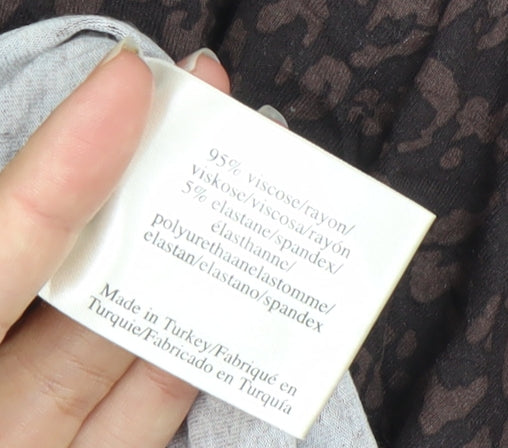 95% viscose/rayon/
viskose/viscosa/rayón
5% elastane/spandex/
élasthanne/
polyurethaanelastomme/
elastan/elastano/spandex
Made in Turkey/Fabriqué en
Turquie/Fabricado en Turquía